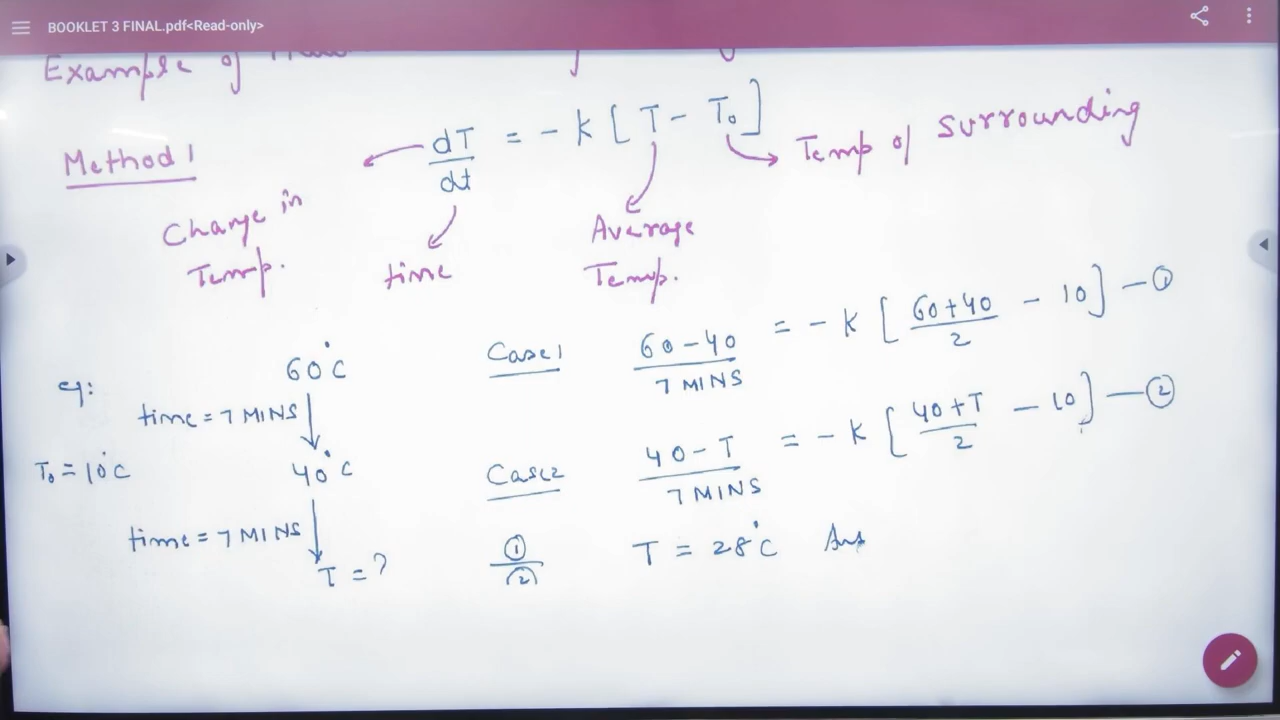 BOOKLET 3 FINAL.pdf<Read-only>
Example of
Method 1
dT/dt = - K [ T - T₀ ]
Temp of surrounding
Change in
Temp.
time
Average
Temp.
eg:
60°C
time = 7 MINS
T₀ = 10°C
40°C
time = 7 MINS
T = ?
Case 1
(60 - 40)/(7 MINS) = - K [ (60+40)/2 - 10 ] — ①
Case 2
(40 - T)/(7 MINS) = - K [ (40+T)/2 - 10 ] — ②
①/②
T = 28°C Ans